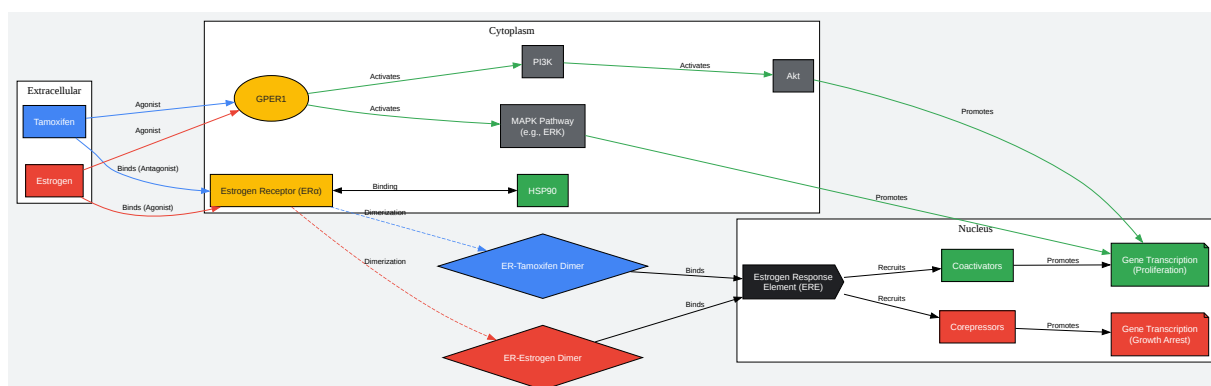 Cytoplasm
Extracellular
Tamoxifen
Estrogen
Agonist
Agonist
Binds (Antagonist)
Binds (Agonist)
GPER1
Activates
Activates
PI3K
Activates
Akt
MAPK Pathway
(e.g., ERK)
Promotes
Estrogen Receptor (ERα)
Binding
HSP90
Promotes
Dimerization
Dimerization
ER-Tamoxifen Dimer
ER-Estrogen Dimer
Binds
Binds
Nucleus
Estrogen Response
Element (ERE)
Recruits
Recruits
Coactivators
Promotes
Gene Transcription
(Proliferation)
Corepressors
Promotes
Gene Transcription
(Growth Arrest)